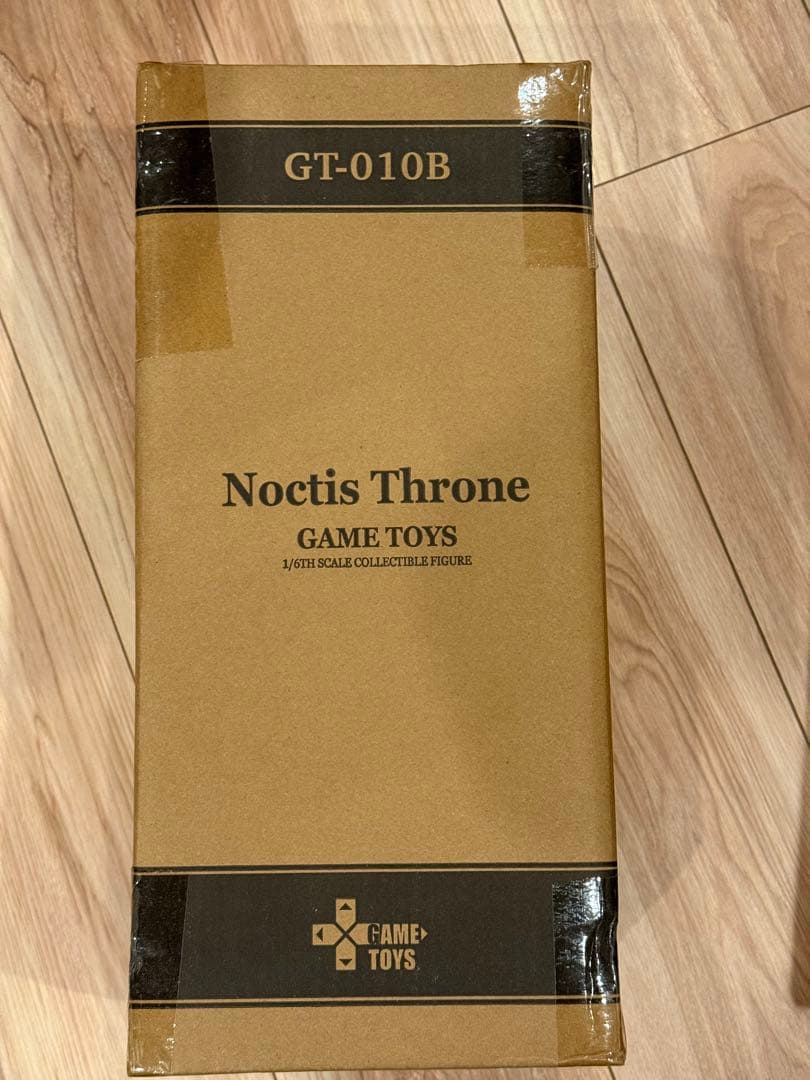 GT-010B
Noctis Throne
GAME TOYS
1/6TH SCALE COLLECTIBLE FIGURE
GAME
TOYS